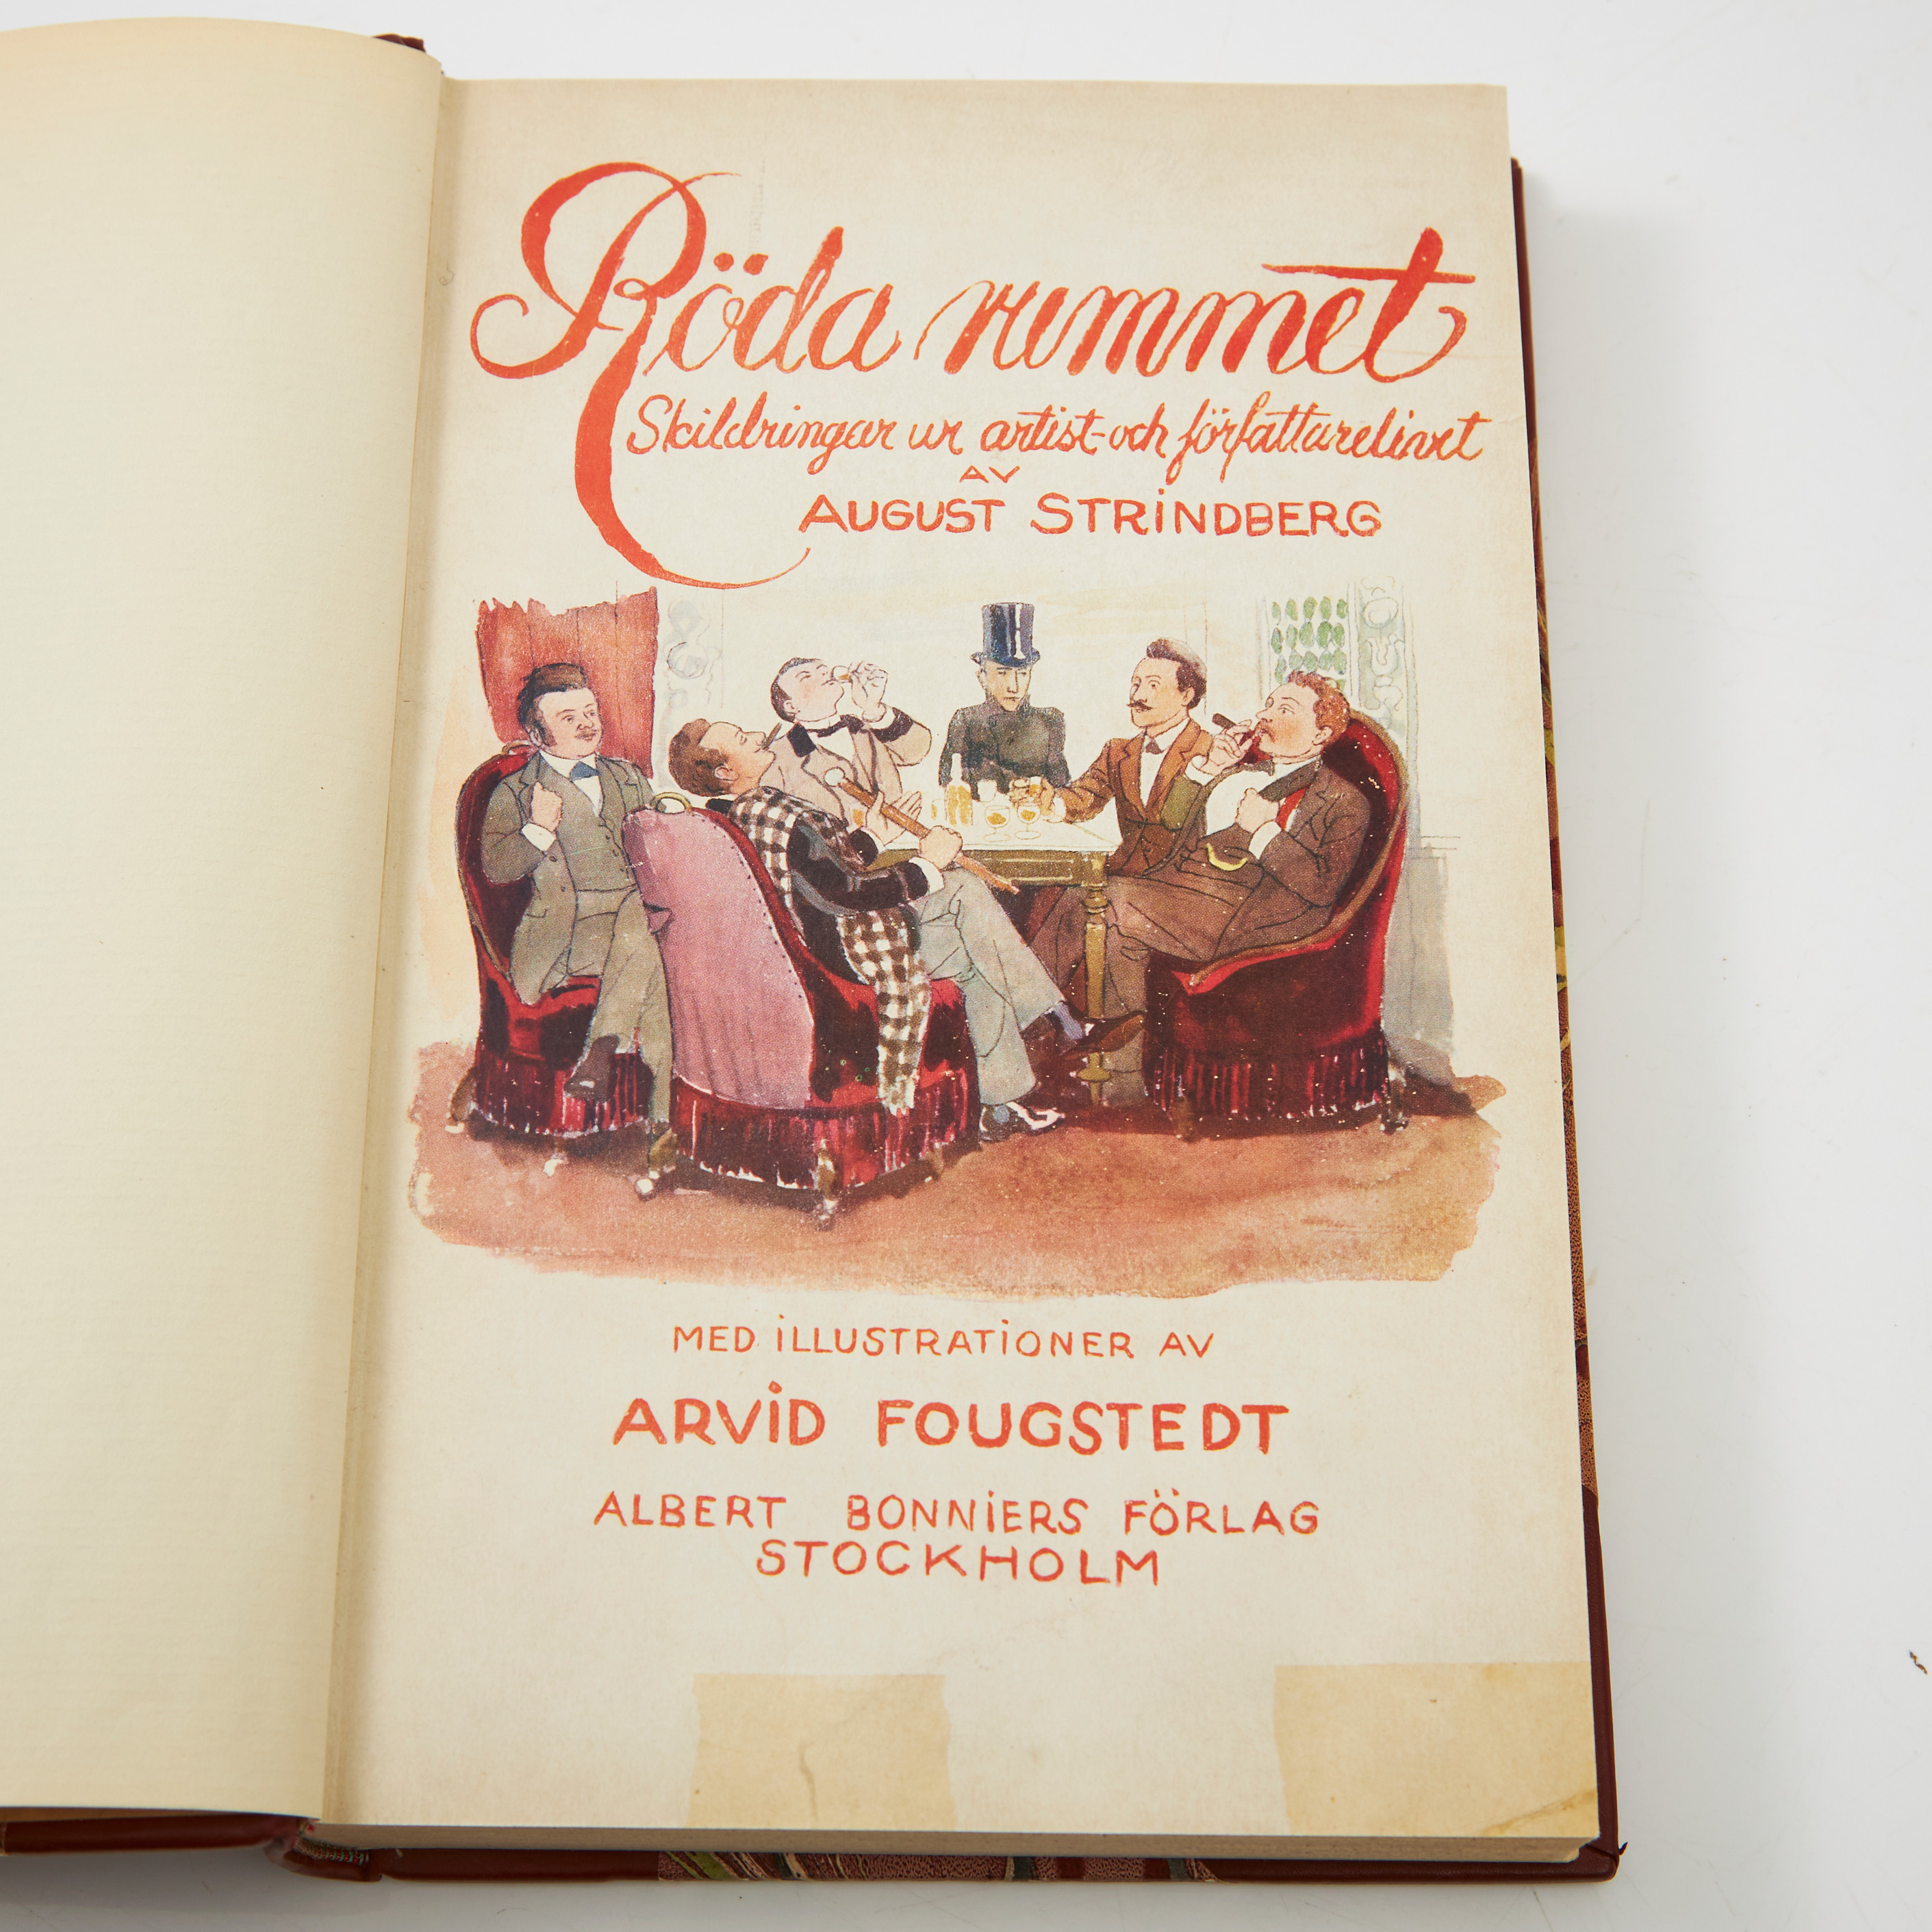 Röda rummet
Skildringar ur artist-och författarelivet
AV
AUGUST STRINDBERG
MED ILLUSTRATIONER AV
ARVID FOUGSTEDT
ALBERT BONNIERS FÖRLAG
STOCKHOLM